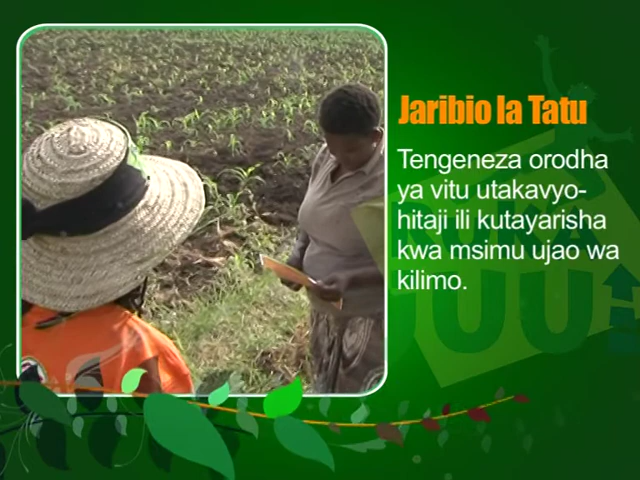 Jaribio la Tatu
Tengeneza orodha
ya vitu utakavyo-
hitaji ili kutayarisha
kwa msimu ujao wa
kilimo.